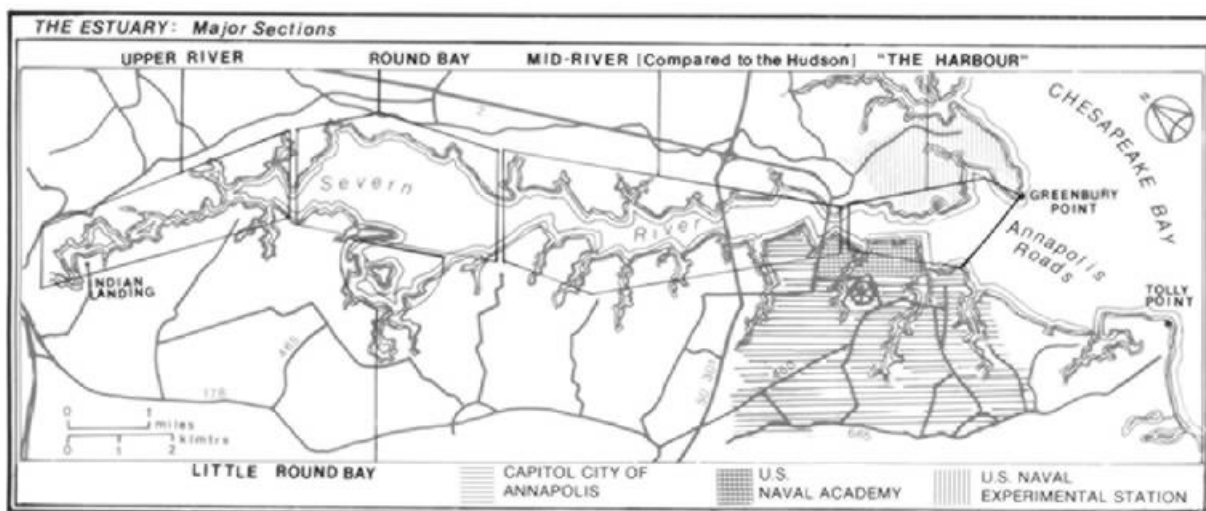 THE ESTUARY: Major Sections
UPPER RIVER
ROUND BAY
MID-RIVER [Compared to the Hudson]
"THE HARBOUR"
CHESAPEAKE BAY
N
2
Severn
River
GREENBURY
POINT
Annapolis
Roads
TOLLY
POINT
INDIAN
LANDING
465
178
50 301
450
665
0 1
miles
klmtrs
0 1 2
LITTLE ROUND BAY
CAPITOL CITY OF
ANNAPOLIS
U.S.
NAVAL ACADEMY
U.S. NAVAL
EXPERIMENTAL STATION